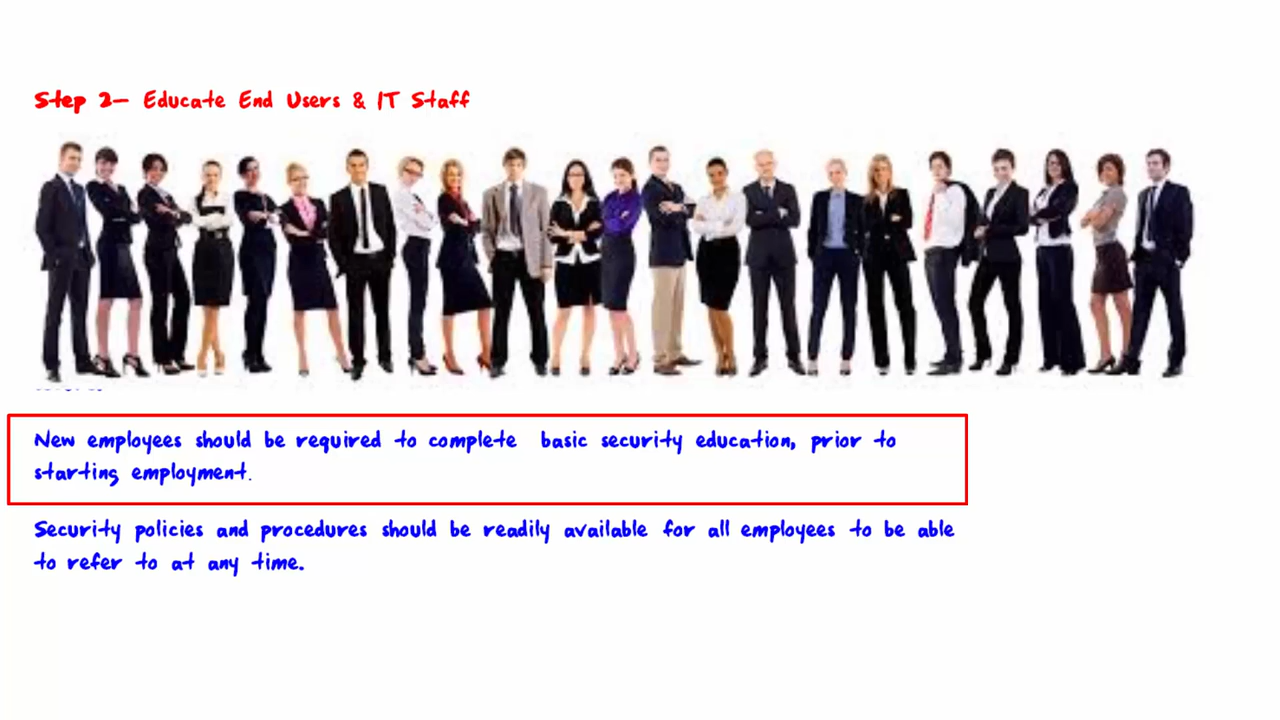 Step 2- Educate End Users & IT Staff
New employees should be required to complete basic security education, prior to
starting employment.
Security policies and procedures should be readily available for all employees to be able
to refer to at any time.